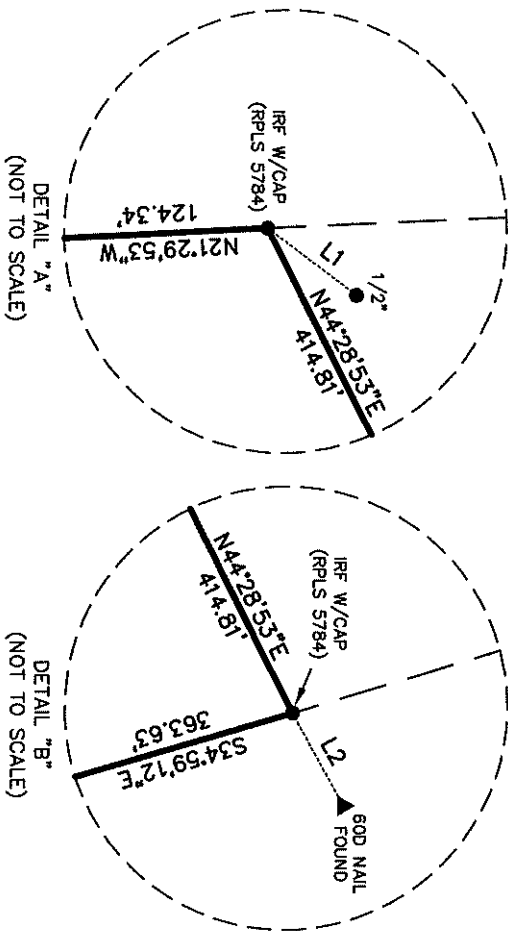 IRF W/CAP
(RPLS 5784)
L1
1/2"
N44°28'53"E
414.81'
N21°29'53"W
124.34'
DETAIL "A"
(NOT TO SCALE)
IRF W/CAP
(RPLS 5784)
N44°28'53"E
414.81'
L2
60D NAIL
FOUND
S34°59'12"E
363.63'
DETAIL "B"
(NOT TO SCALE)